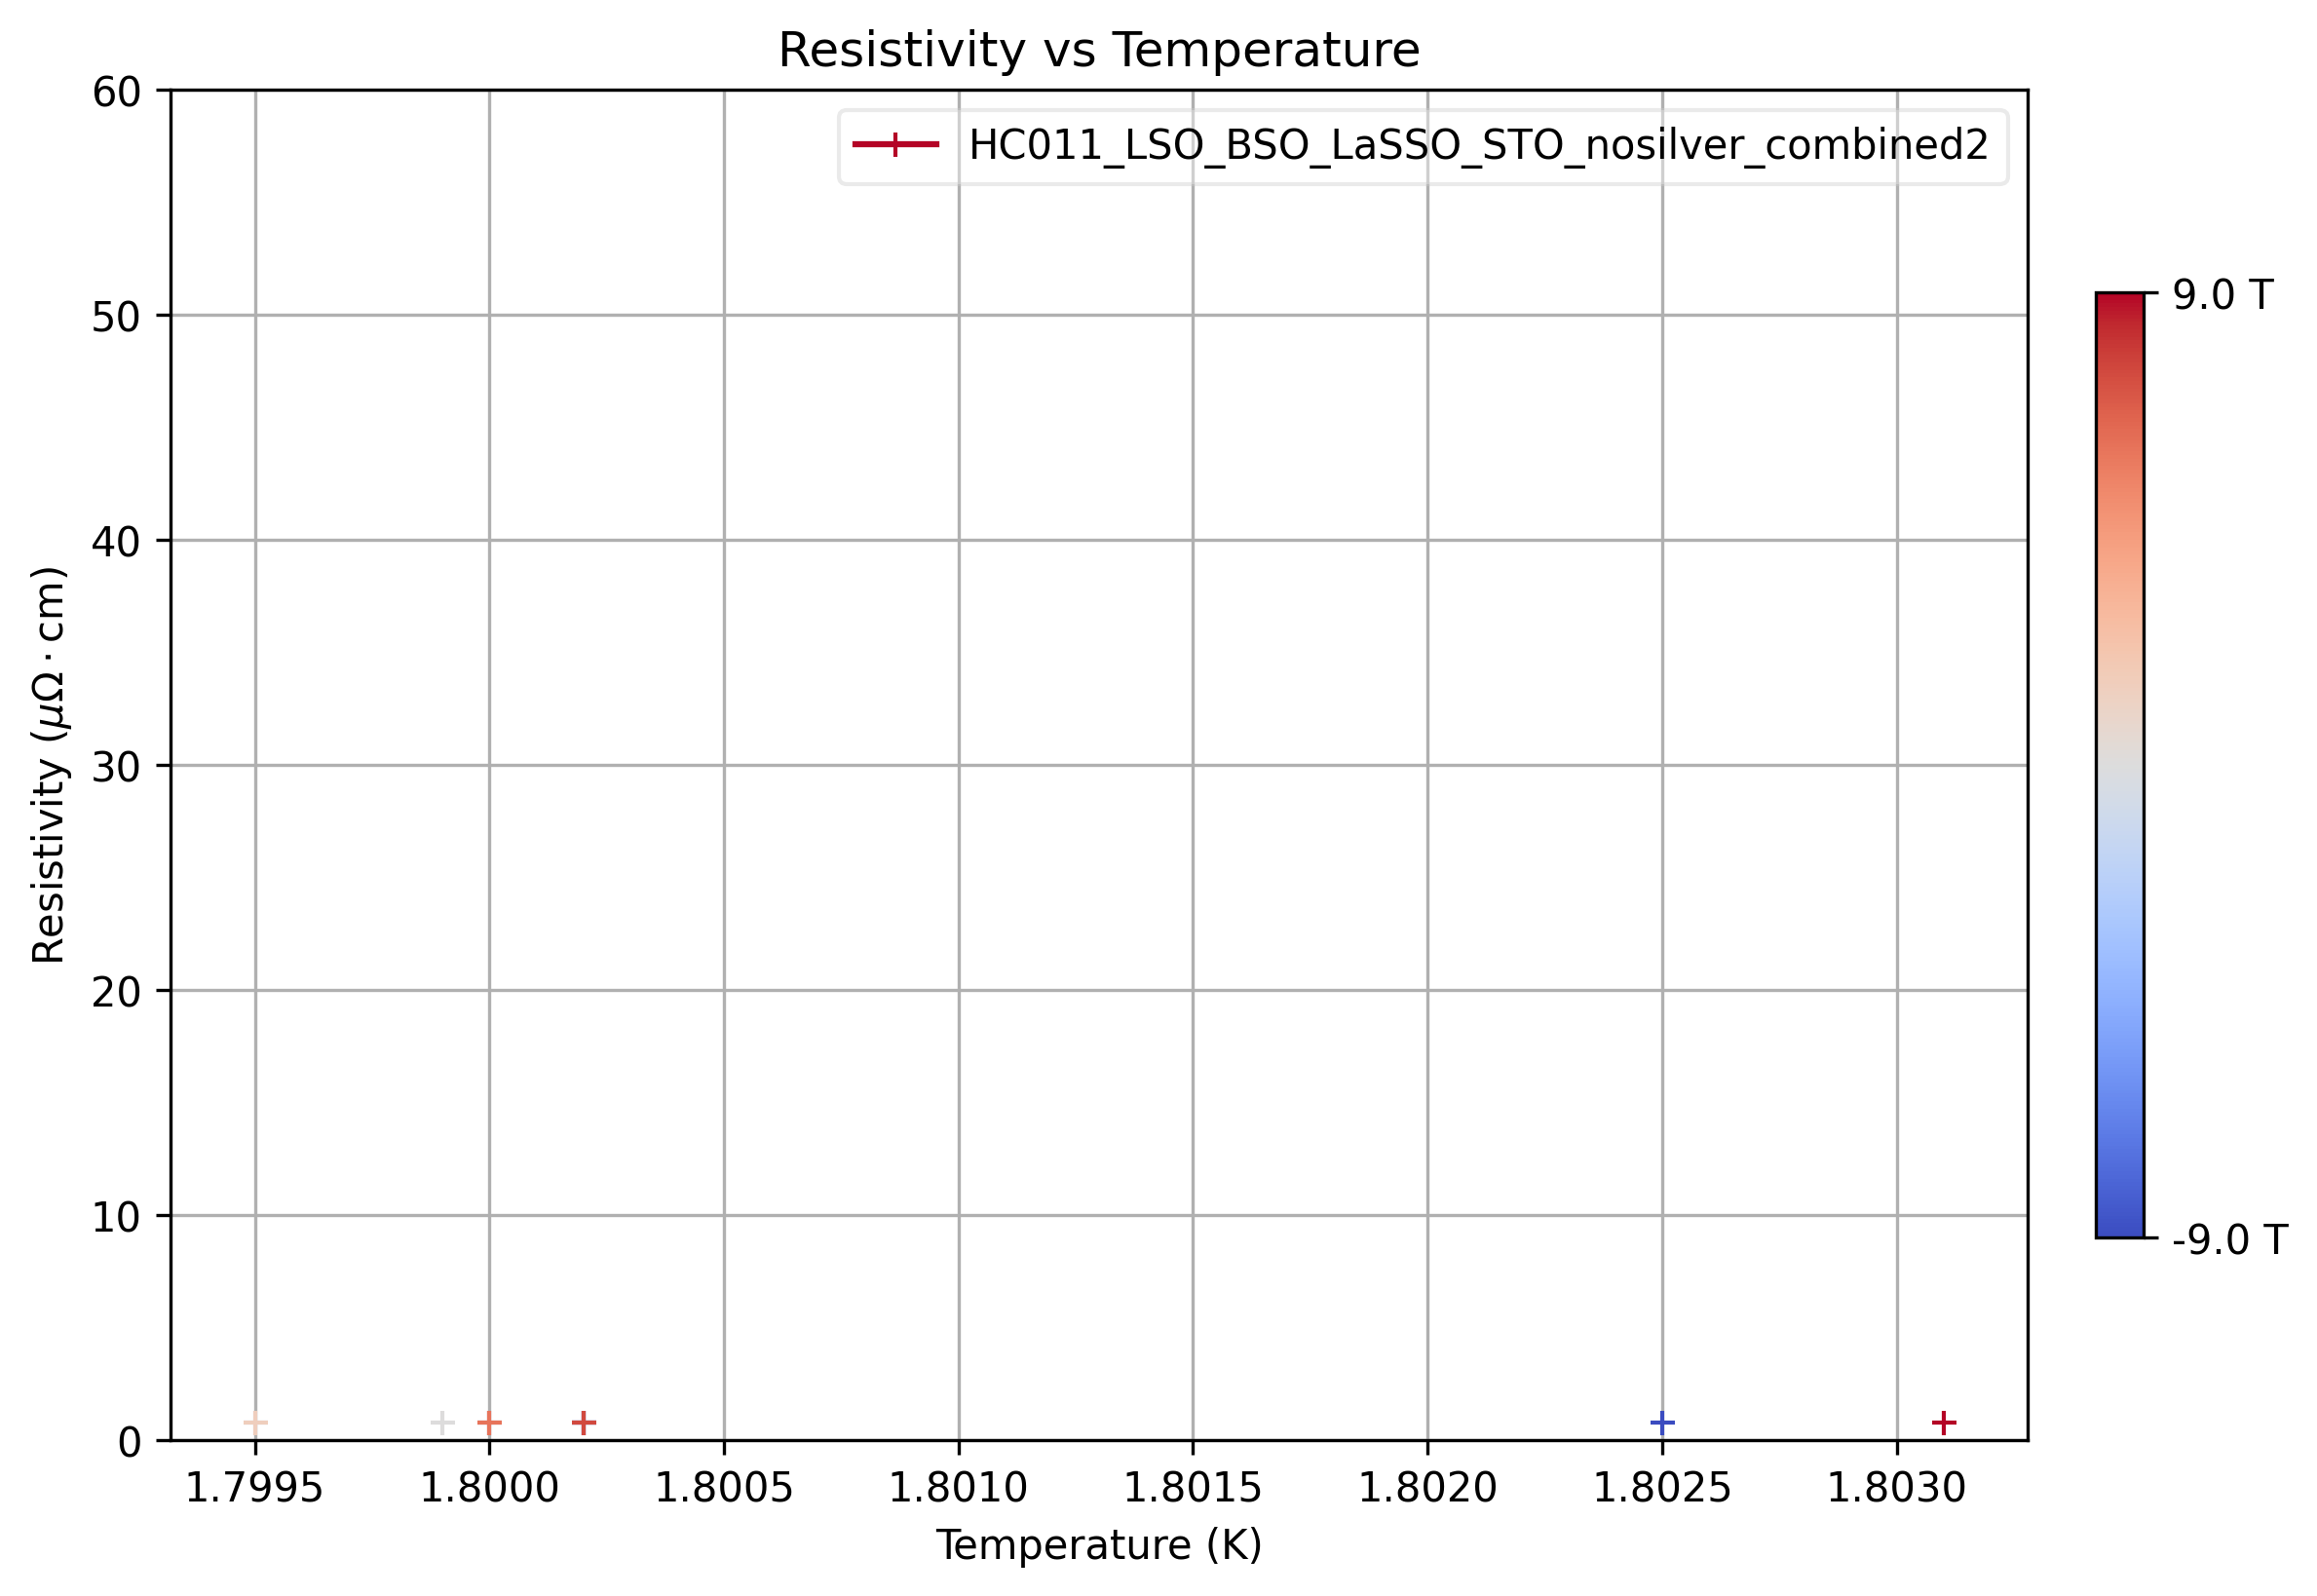 Resistivity vs Temperature
HC011_LSO_BSO_LaSSO_STO_nosilver_combined2
Resistivity (μΩ · cm)
60
50
40
30
20
10
0
1.7995 1.8000 1.8005 1.8010 1.8015 1.8020 1.8025 1.8030
Temperature (K)
9.0 T
-9.0 T